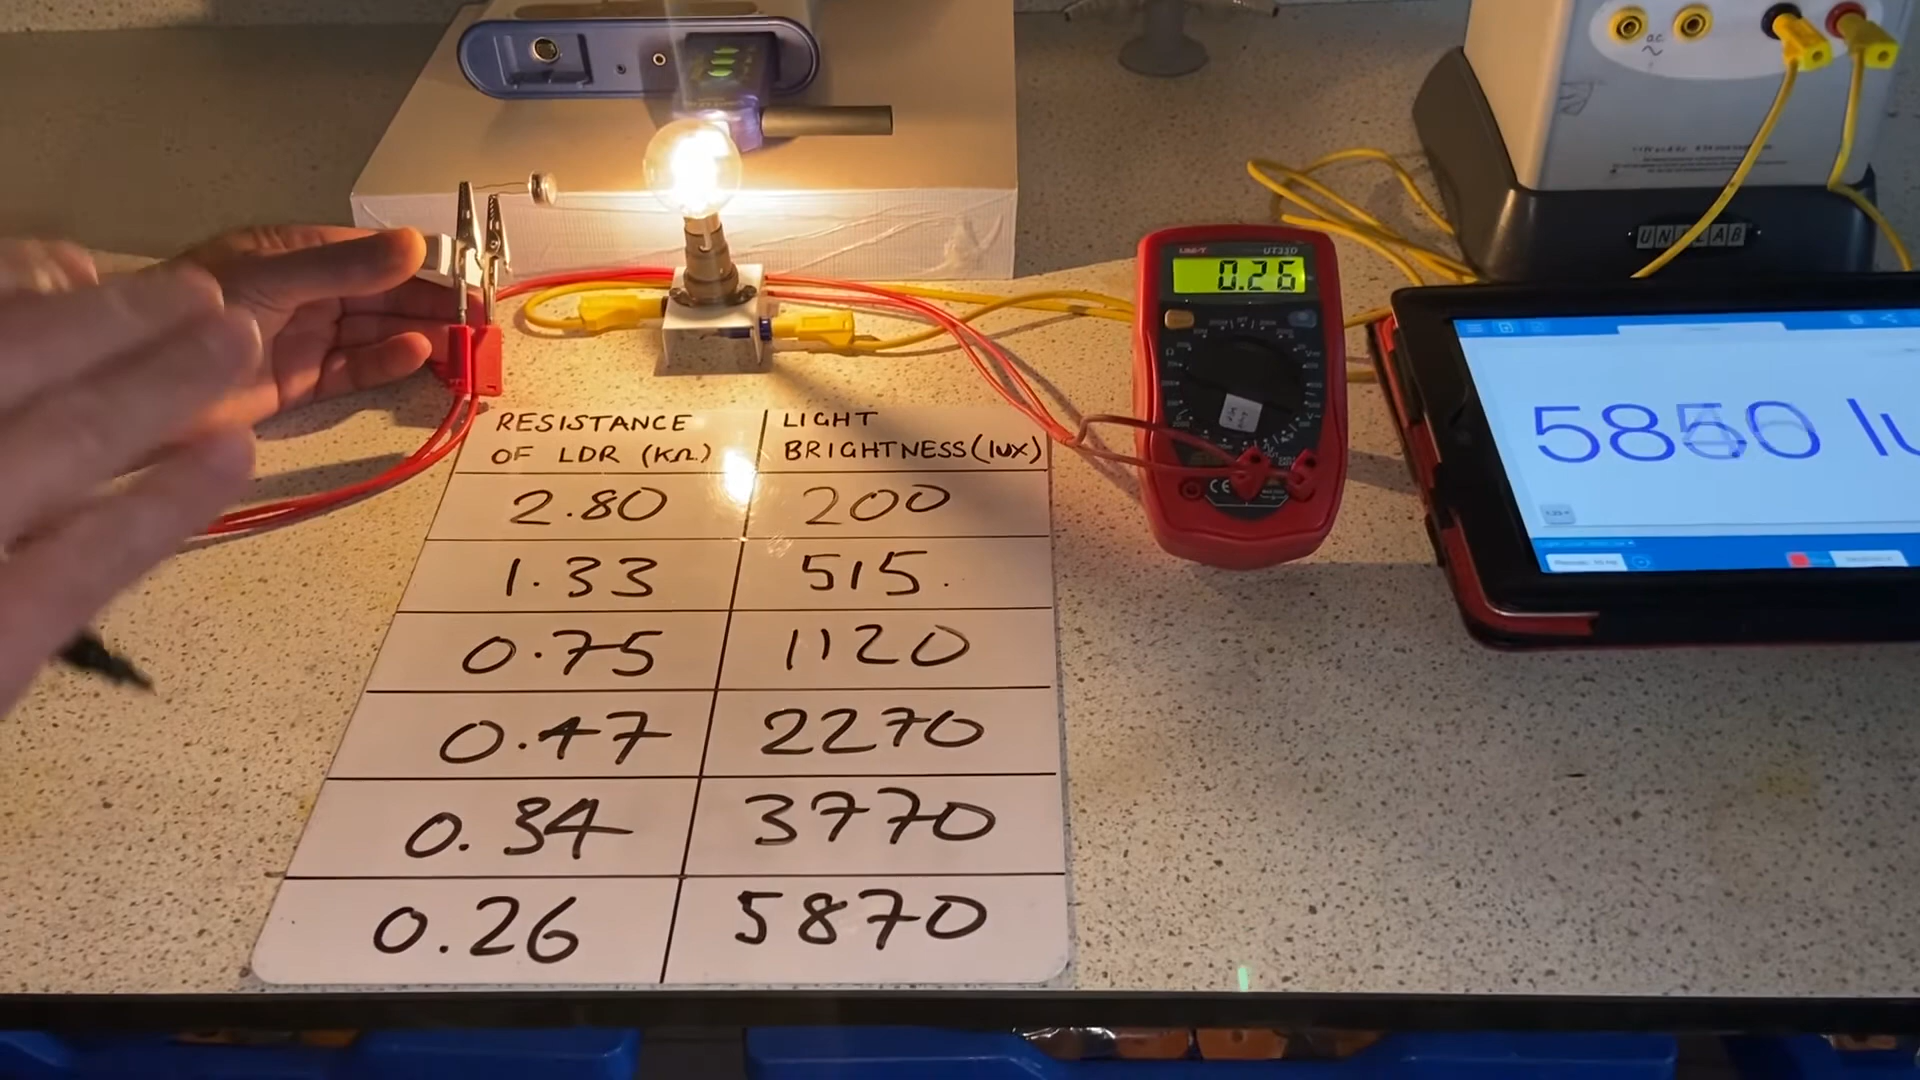 a.c.
UNILAB
UNI-T
UT33D
0.26
5850 lu
CE
RESISTANCE
OF LDR (KΩ)
LIGHT
BRIGHTNESS (lux)
2.80
200
1.33
515.
0.75
1120
0.47
2270
0.34
3770
0.26
5870